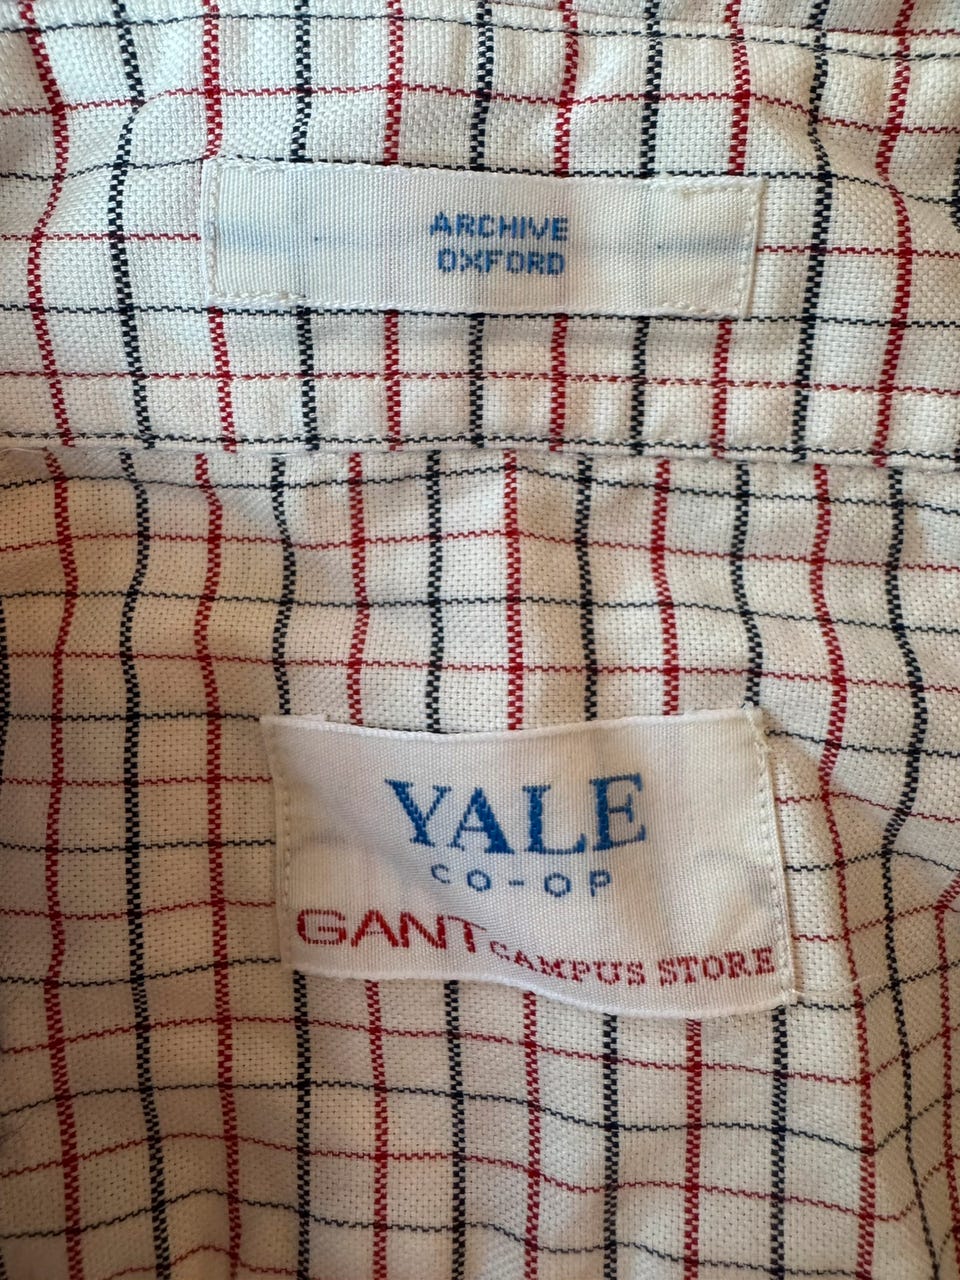 ARCHIVE
OXFORD
YALE
CO-OP
GANT CAMPUS STORE